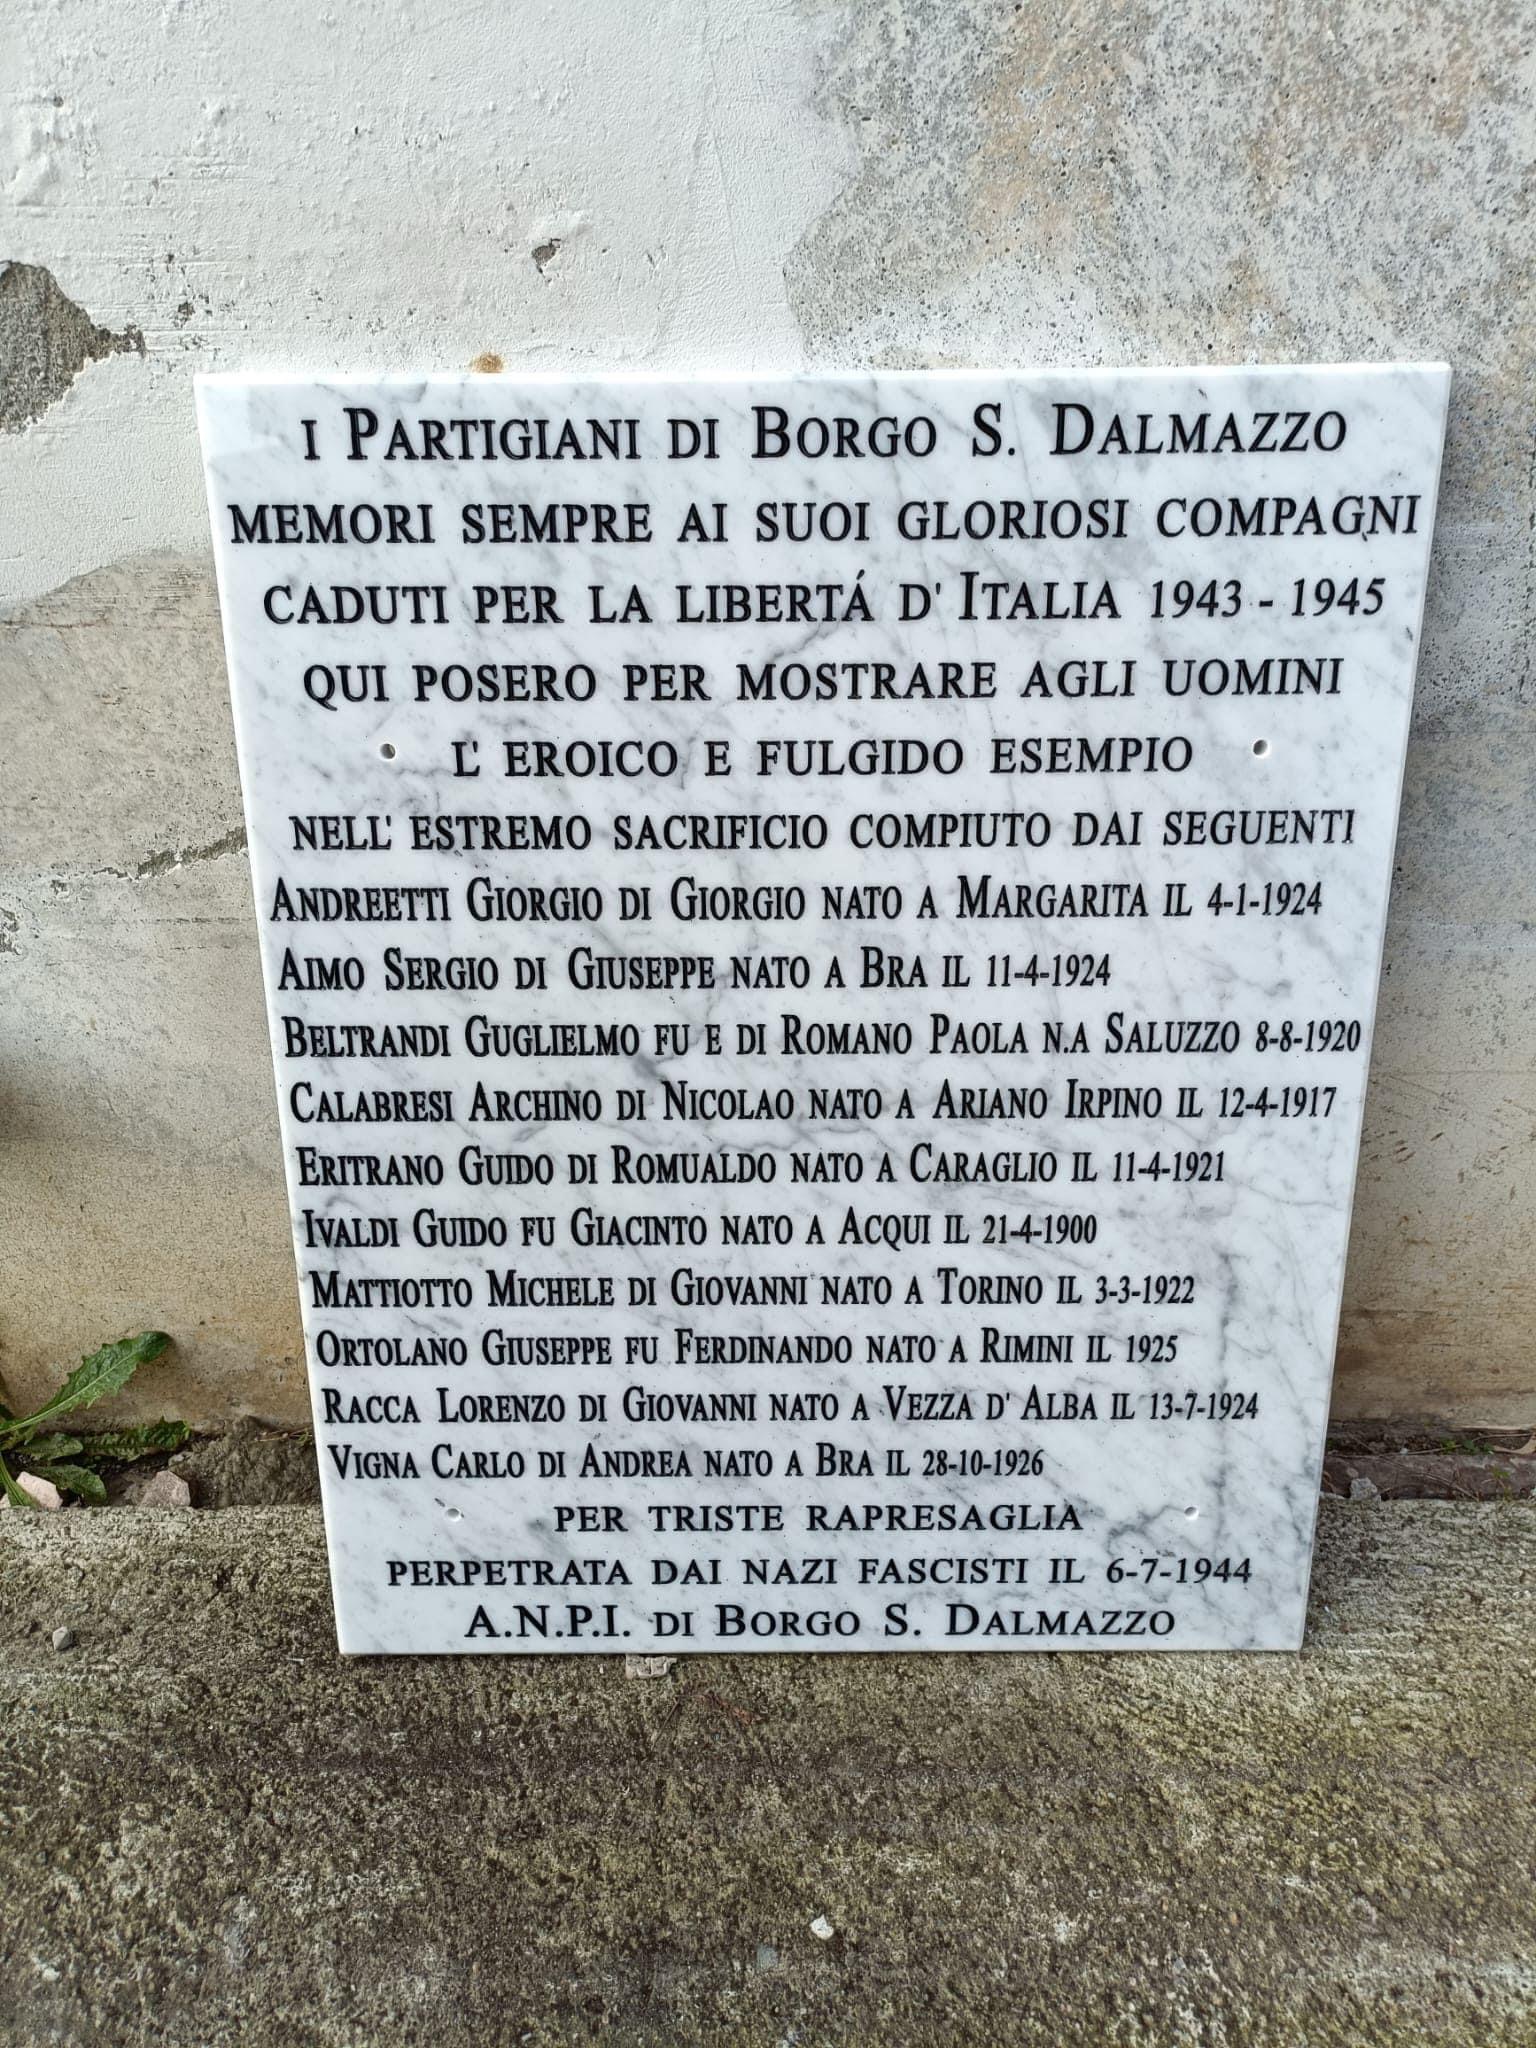 I PARTIGIANI DI BORGO S. DALMAZZO
MEMORI SEMPRE AI SUOI GLORIOSI COMPAGNI
CADUTI PER LA LIBERTÁ D' ITALIA 1943 - 1945
QUI POSERO PER MOSTRARE AGLI UOMINI
L' EROICO E FULGIDO ESEMPIO
NELL' ESTREMO SACRIFICIO COMPIUTO DAI SEGUENTI
ANDREETTI GIORGIO DI GIORGIO NATO A MARGARITA IL 4-1-1924
AIMO SERGIO DI GIUSEPPE NATO A BRA IL 11-4-1924
BELTRANDI GUGLIELMO FU E DI ROMANO PAOLA N.A SALUZZO 8-8-1920
CALABRESI ARCHINO DI NICOLAO NATO A ARIANO IRPINO IL 12-4-1917
ERITRANO GUIDO DI ROMUALDO NATO A CARAGLIO IL 11-4-1921
IVALDI GUIDO FU GIACINTO NATO A ACQUI IL 21-4-1900
MATTIOTTO MICHELE DI GIOVANNI NATO A TORINO IL 3-3-1922
ORTOLANO GIUSEPPE FU FERDINANDO NATO A RIMINI IL 1925
RACCA LORENZO DI GIOVANNI NATO A VEZZA D' ALBA IL 13-7-1924
VIGNA CARLO DI ANDREA NATO A BRA IL 28-10-1926
PER TRISTE RAPRESAGLIA
PERPETRATA DAI NAZI FASCISTI IL 6-7-1944
A.N.P.I. DI BORGO S. DALMAZZO